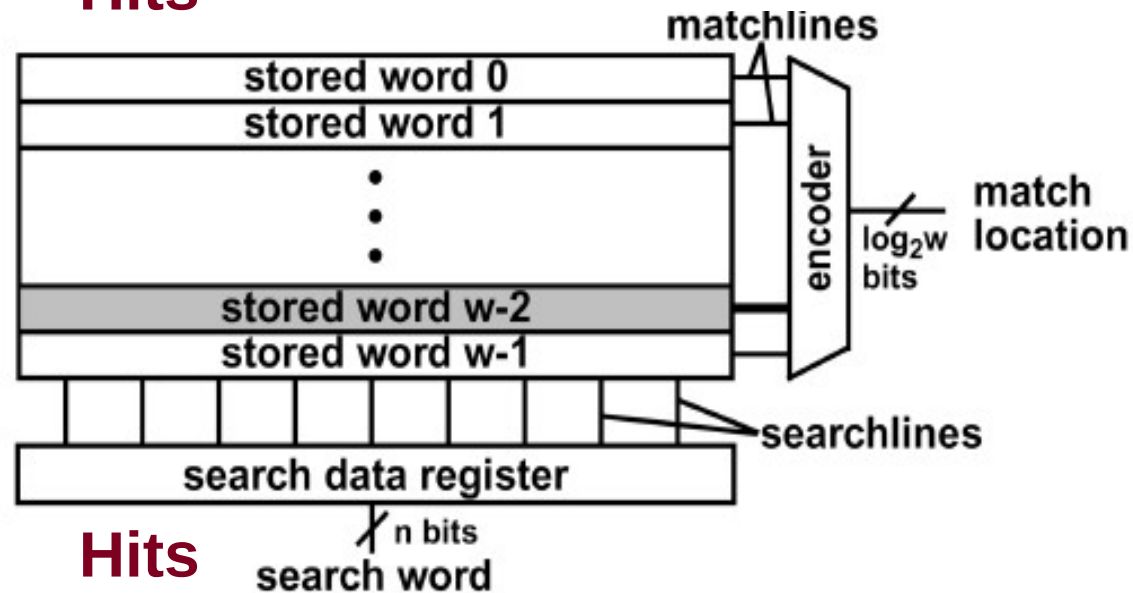 Hits
matchlines
stored word 0
stored word 1
encoder
match
location
log₂w
bits
stored word w-2
stored word w-1
searchlines
search data register
n bits
Hits
search word